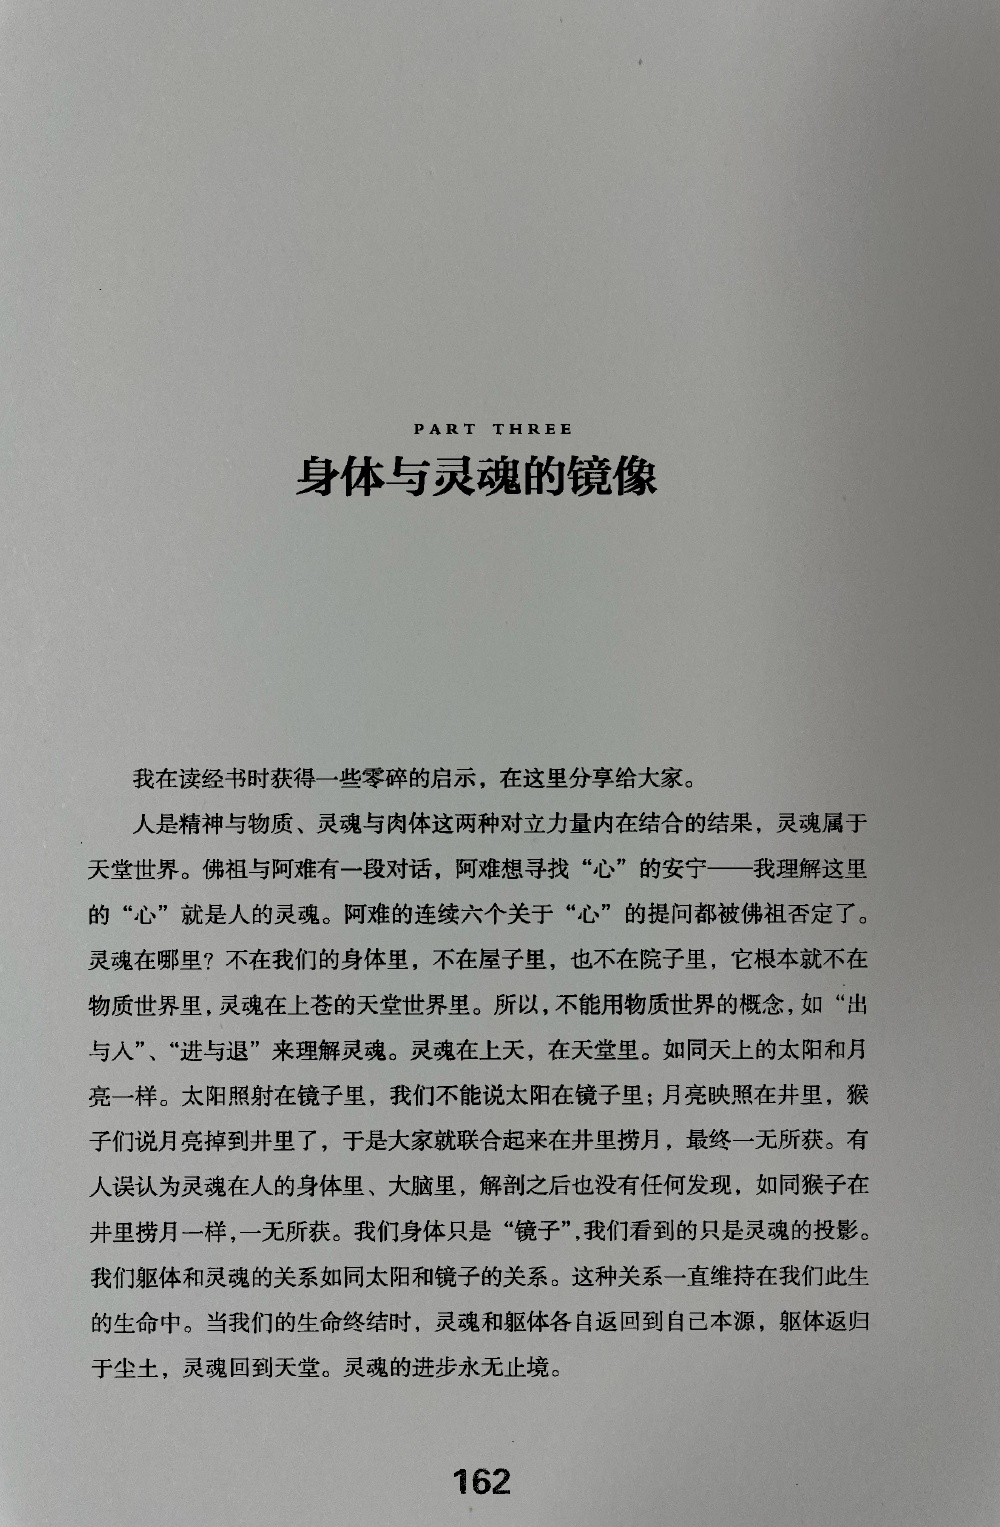 PART THREE
身体与灵魂的镜像
我在读经书时获得一些零碎的启示，在这里分享给大家。
人是精神与物质、灵魂与肉体这两种对立力量内在结合的结果，灵魂属于
天堂世界。佛祖与阿难有一段对话，阿难想寻找“心”的安宁——我理解这里
的“心”就是人的灵魂。阿难的连续六个关于“心”的提问都被佛祖否定了。
灵魂在哪里？不在我们的身体里，不在屋子里，也不在院子里，它根本就不在
物质世界里，灵魂在上苍的天堂世界里。所以，不能用物质世界的概念，如“出
与入”、“进与退”来理解灵魂。灵魂在上天，在天堂里。如同天上的太阳和月
亮一样。太阳照射在镜子里，我们不能说太阳在镜子里；月亮映照在井里，猴
子们说月亮掉到井里了，于是大家就联合起来在井里捞月，最终一无所获。有
人误认为灵魂在人的身体里、大脑里，解剖之后也没有任何发现，如同猴子在
井里捞月一样，一无所获。我们身体只是“镜子”，我们看到的只是灵魂的投影。
我们躯体和灵魂的关系如同太阳和镜子的关系。这种关系一直维持在我们此生
的生命中。当我们的生命终结时，灵魂和躯体各自返回到自己本源，躯体返归
于尘土，灵魂回到天堂。灵魂的进步永无止境。
162